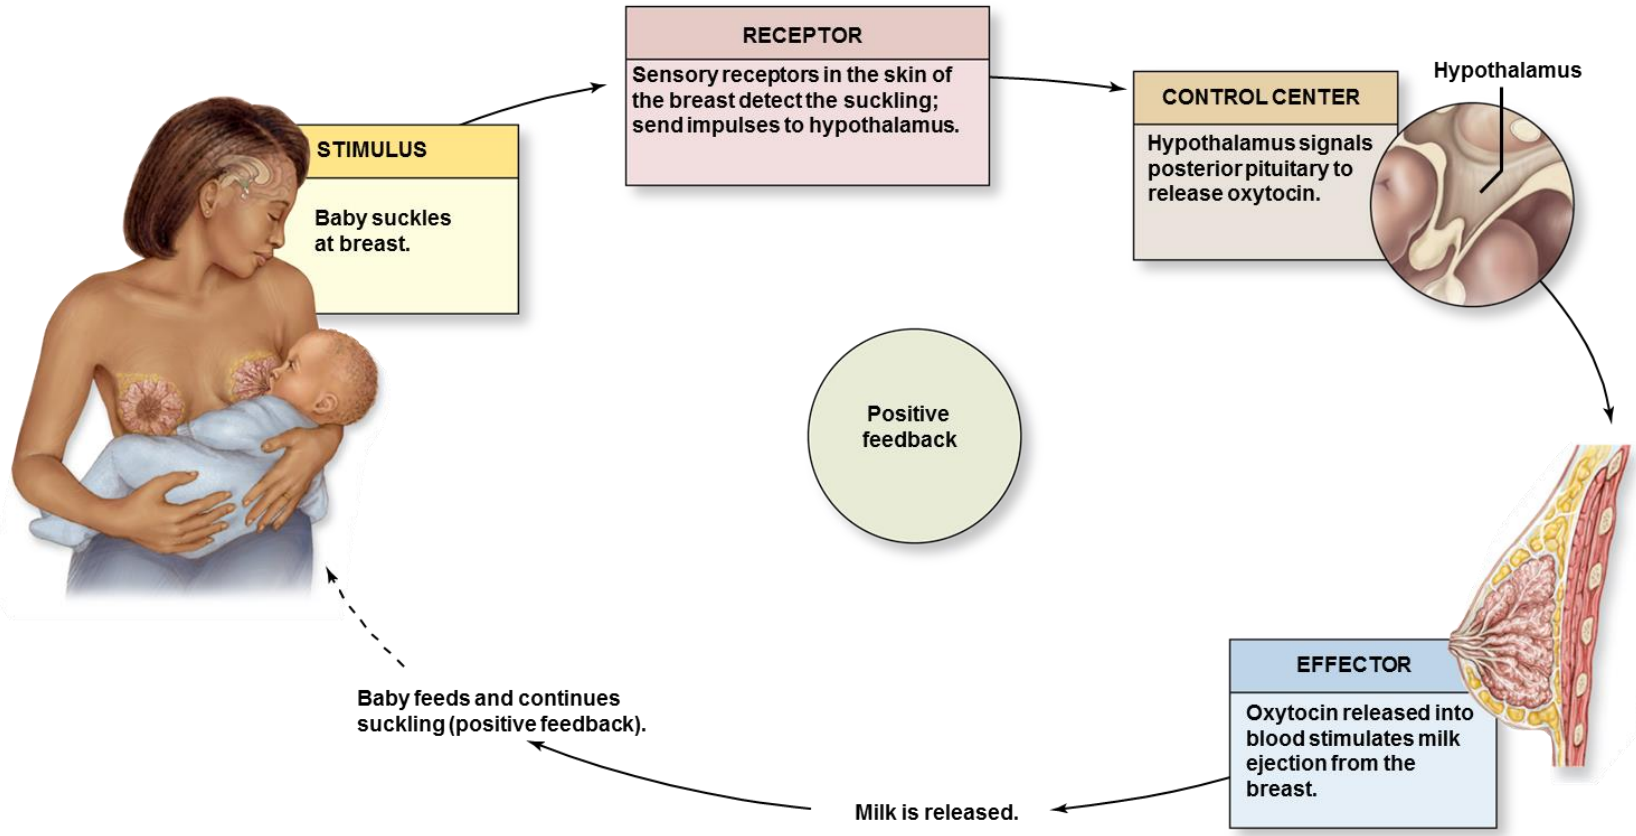 RECEPTOR
Sensory receptors in the skin of
the breast detect the suckling;
send impulses to hypothalamus.
Hypothalamus
CONTROL CENTER
Hypothalamus signals
posterior pituitary to
release oxytocin.
STIMULUS
Baby suckles
at breast.
Positive
feedback
EFFECTOR
Oxytocin released into
blood stimulates milk
ejection from the
breast.
Milk is released.
Baby feeds and continues
suckling (positive feedback).